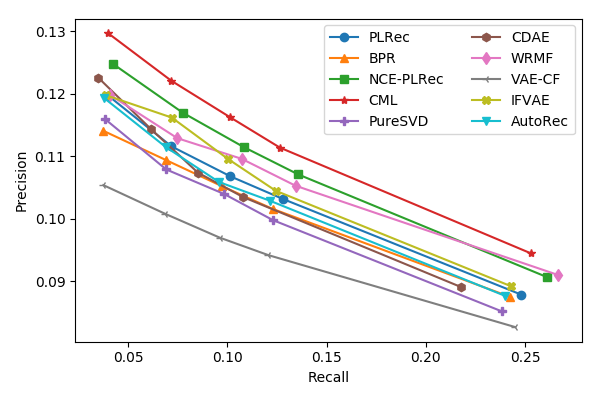 0.13
0.12
0.11
0.10
0.09
Precision
0.05
0.10
0.15
0.20
0.25
Recall
PLRec
BPR
NCE-PLRec
CML
PureSVD
CDAE
WRMF
VAE-CF
IFVAE
AutoRec